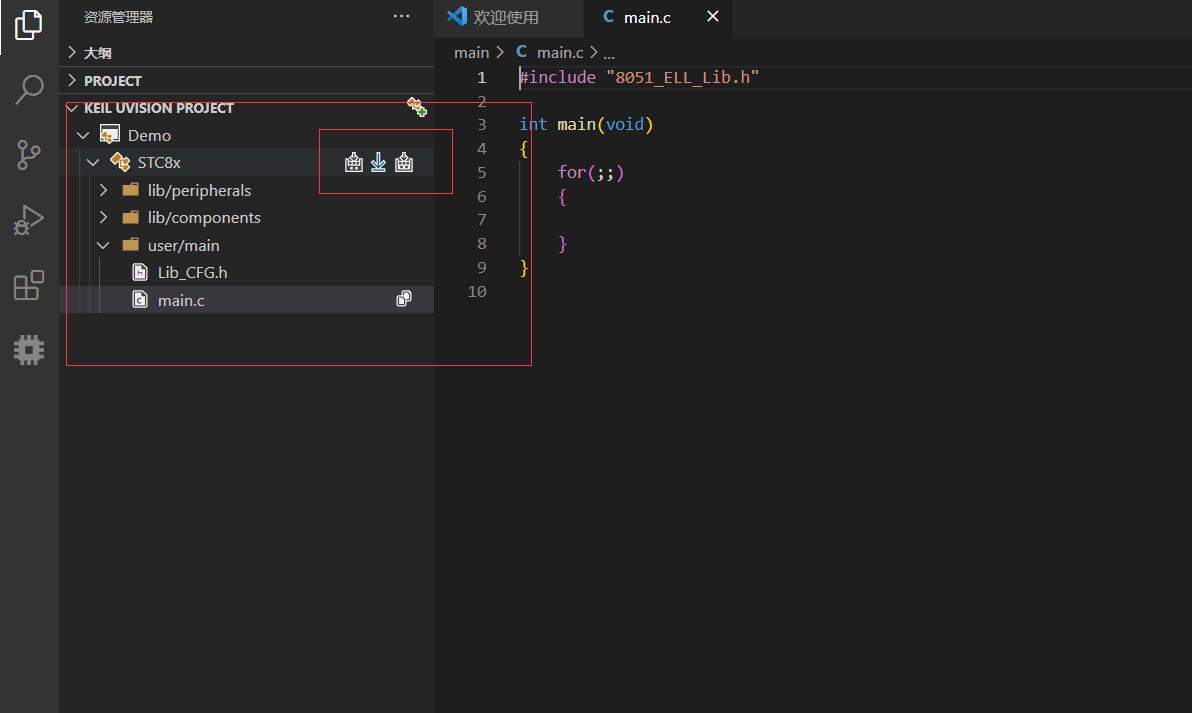 资源管理器
大纲
PROJECT
KEIL UVISION PROJECT
Demo
STC8x
lib/peripherals
lib/components
user/main
Lib_CFG.h
main.c
欢迎使用
C main.c
main > C main.c > ...
1 #include "8051_ELL_Lib.h"
2
3 int main(void)
4 {
5 for(;;)
6 {
7
8 }
9 }
10